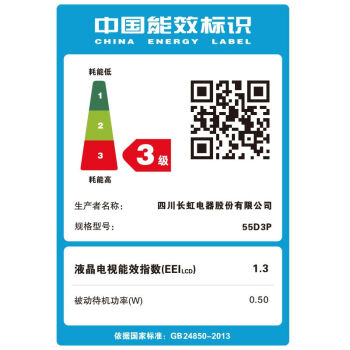 中国能效标识
CHINA ENERGY LABEL
耗能低
1
2
3
3级
耗能高
生产者名称: 四川长虹电器股份有限公司
规格型号: 55D3P
液晶电视能效指数(EEILCD) 1.3
被动待机功率(W) 0.50
依据国家标准: GB24850-2013